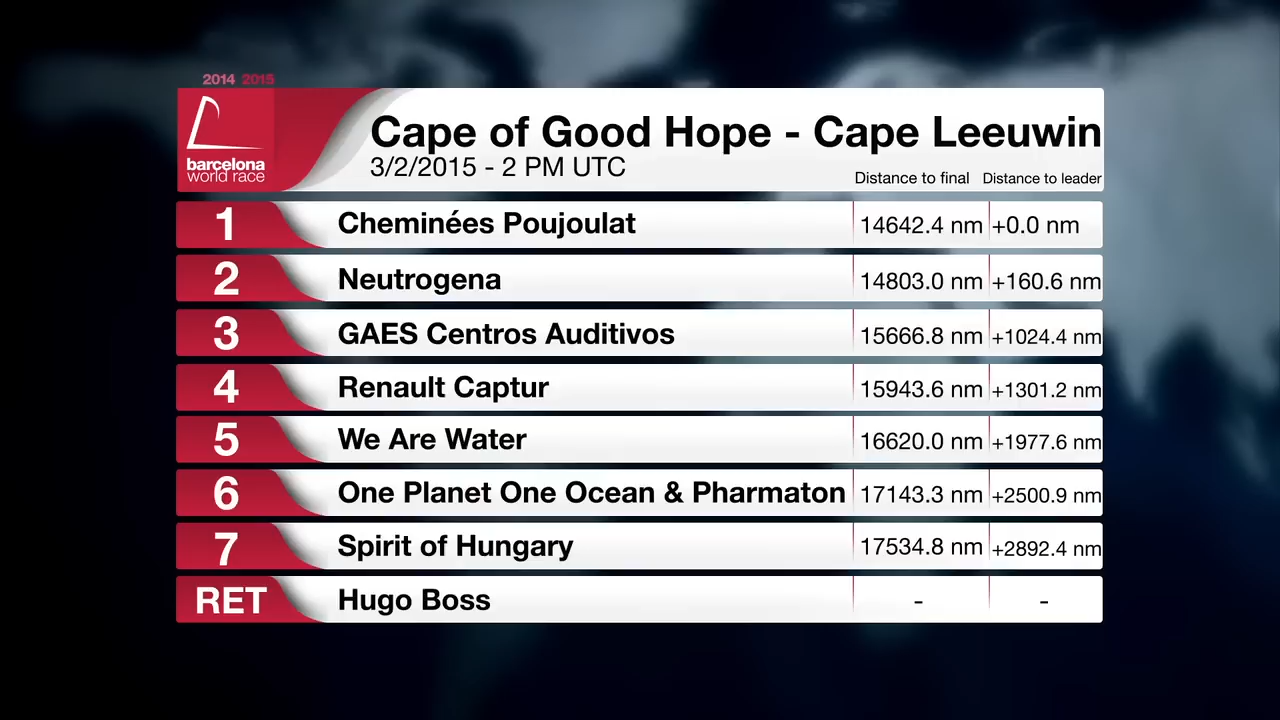 2014 2015
barcelona
world race
Cape of Good Hope - Cape Leeuwin
3/2/2015 - 2 PM UTC
Distance to final Distance to leader
1 Cheminées Poujoulat 14642.4 nm +0.0 nm
2 Neutrogena 14803.0 nm +160.6 nm
3 GAES Centros Auditivos 15666.8 nm +1024.4 nm
4 Renault Captur 15943.6 nm +1301.2 nm
5 We Are Water 16620.0 nm +1977.6 nm
6 One Planet One Ocean & Pharmaton 17143.3 nm +2500.9 nm
7 Spirit of Hungary 17534.8 nm +2892.4 nm
RET Hugo Boss - -